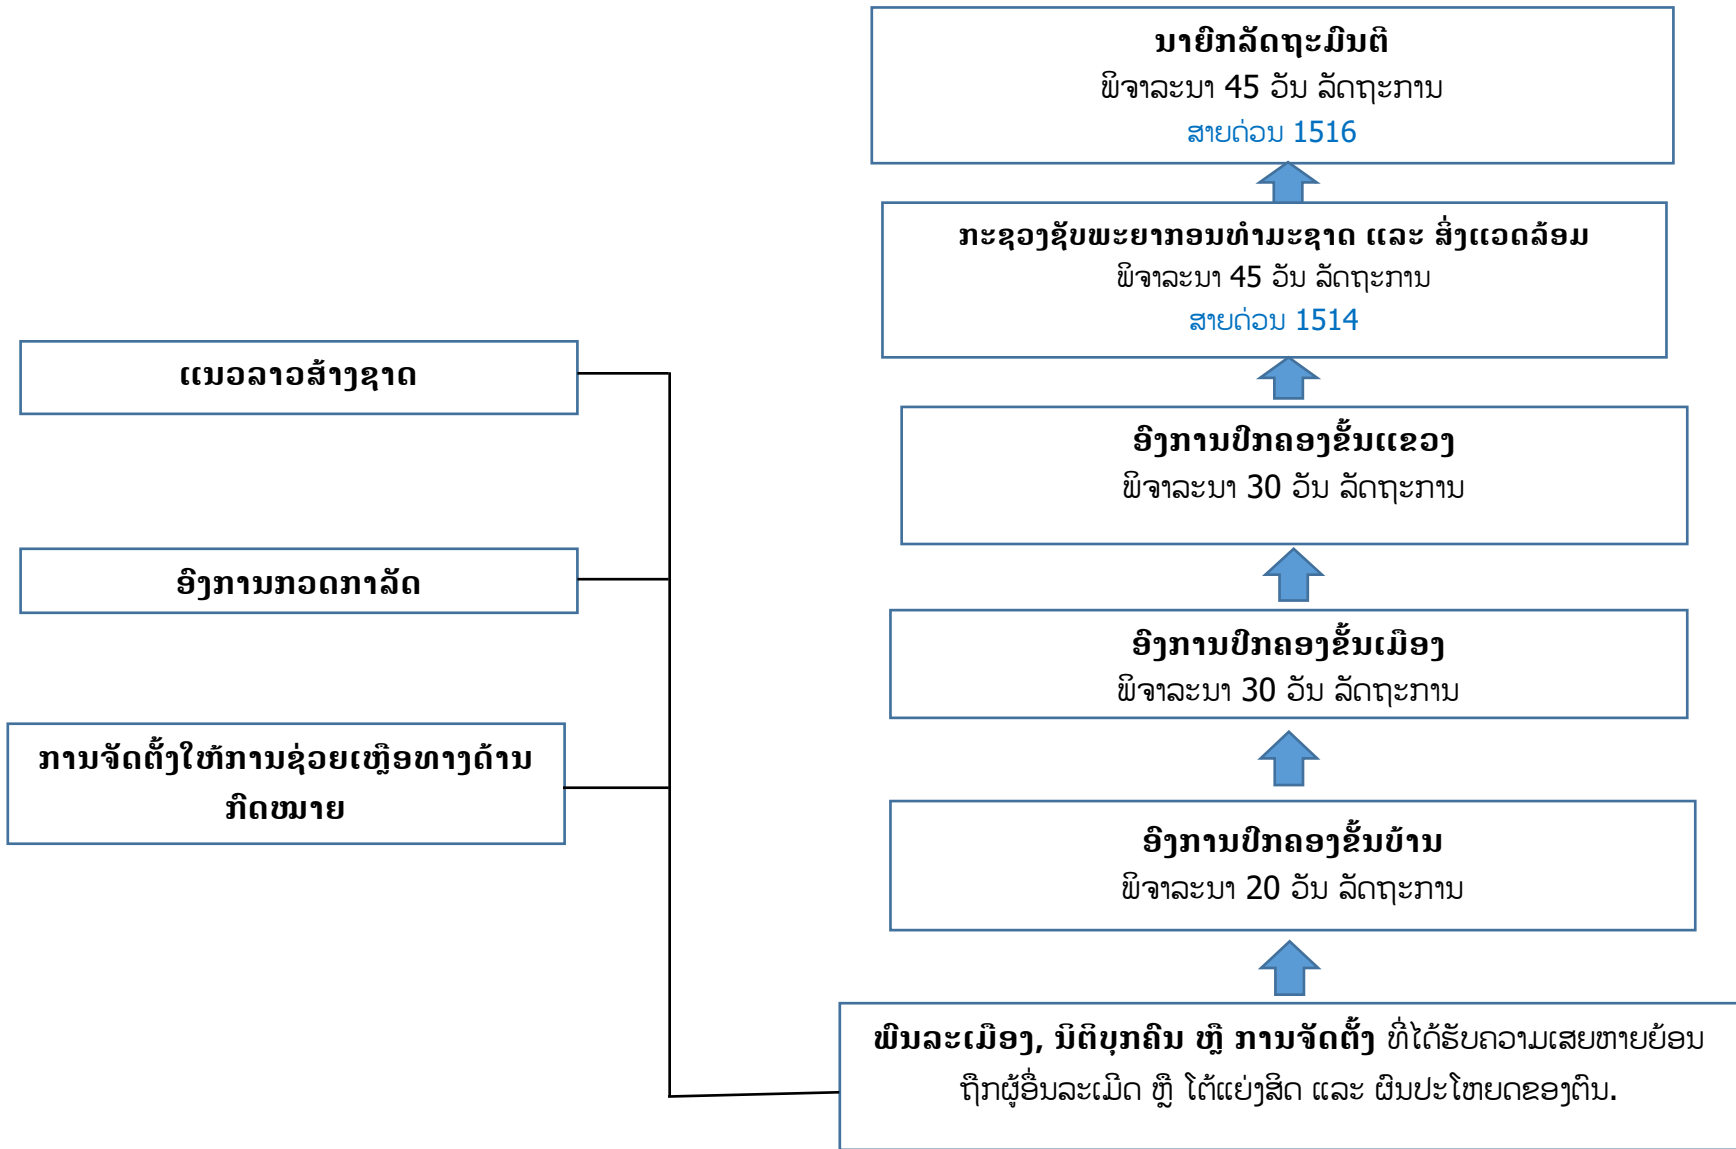 ນາຍົກລັດຖະມົນຕີ
ພິຈາລະນາ 45 ວັນ ລັດຖະການ
ສາຍດ່ວນ 1516
ກະຊວງຊັບພະຍາກອນທຳມະຊາດ ແລະ ສິ່ງແວດລ້ອມ
ພິຈາລະນາ 45 ວັນ ລັດຖະການ
ສາຍດ່ວນ 1514
ອົງການປົກຄອງຂັ້ນແຂວງ
ພິຈາລະນາ 30 ວັນ ລັດຖະການ
ອົງການປົກຄອງຂັ້ນເມືອງ
ພິຈາລະນາ 30 ວັນ ລັດຖະການ
ອົງການປົກຄອງຂັ້ນບ້ານ
ພິຈາລະນາ 20 ວັນ ລັດຖະການ
ພົນລະເມືອງ, ນິຕິບຸກຄົນ ຫຼື ການຈັດຕັ້ງ ທີ່ໄດ້ຮັບຄວາມເສຍຫາຍຍ້ອນ
ຖືກຜູ້ອື່ນລະເມີດ ຫຼື ໂຕ້ແຍ່ງສິດ ແລະ ຜົນປະໂຫຍດຂອງຕົນ.
ແນວລາວສ້າງຊາດ
ອົງການກວດກາລັດ
ການຈັດຕັ້ງໃຫ້ການຊ່ວຍເຫຼືອທາງດ້ານ
ກົດໝາຍ